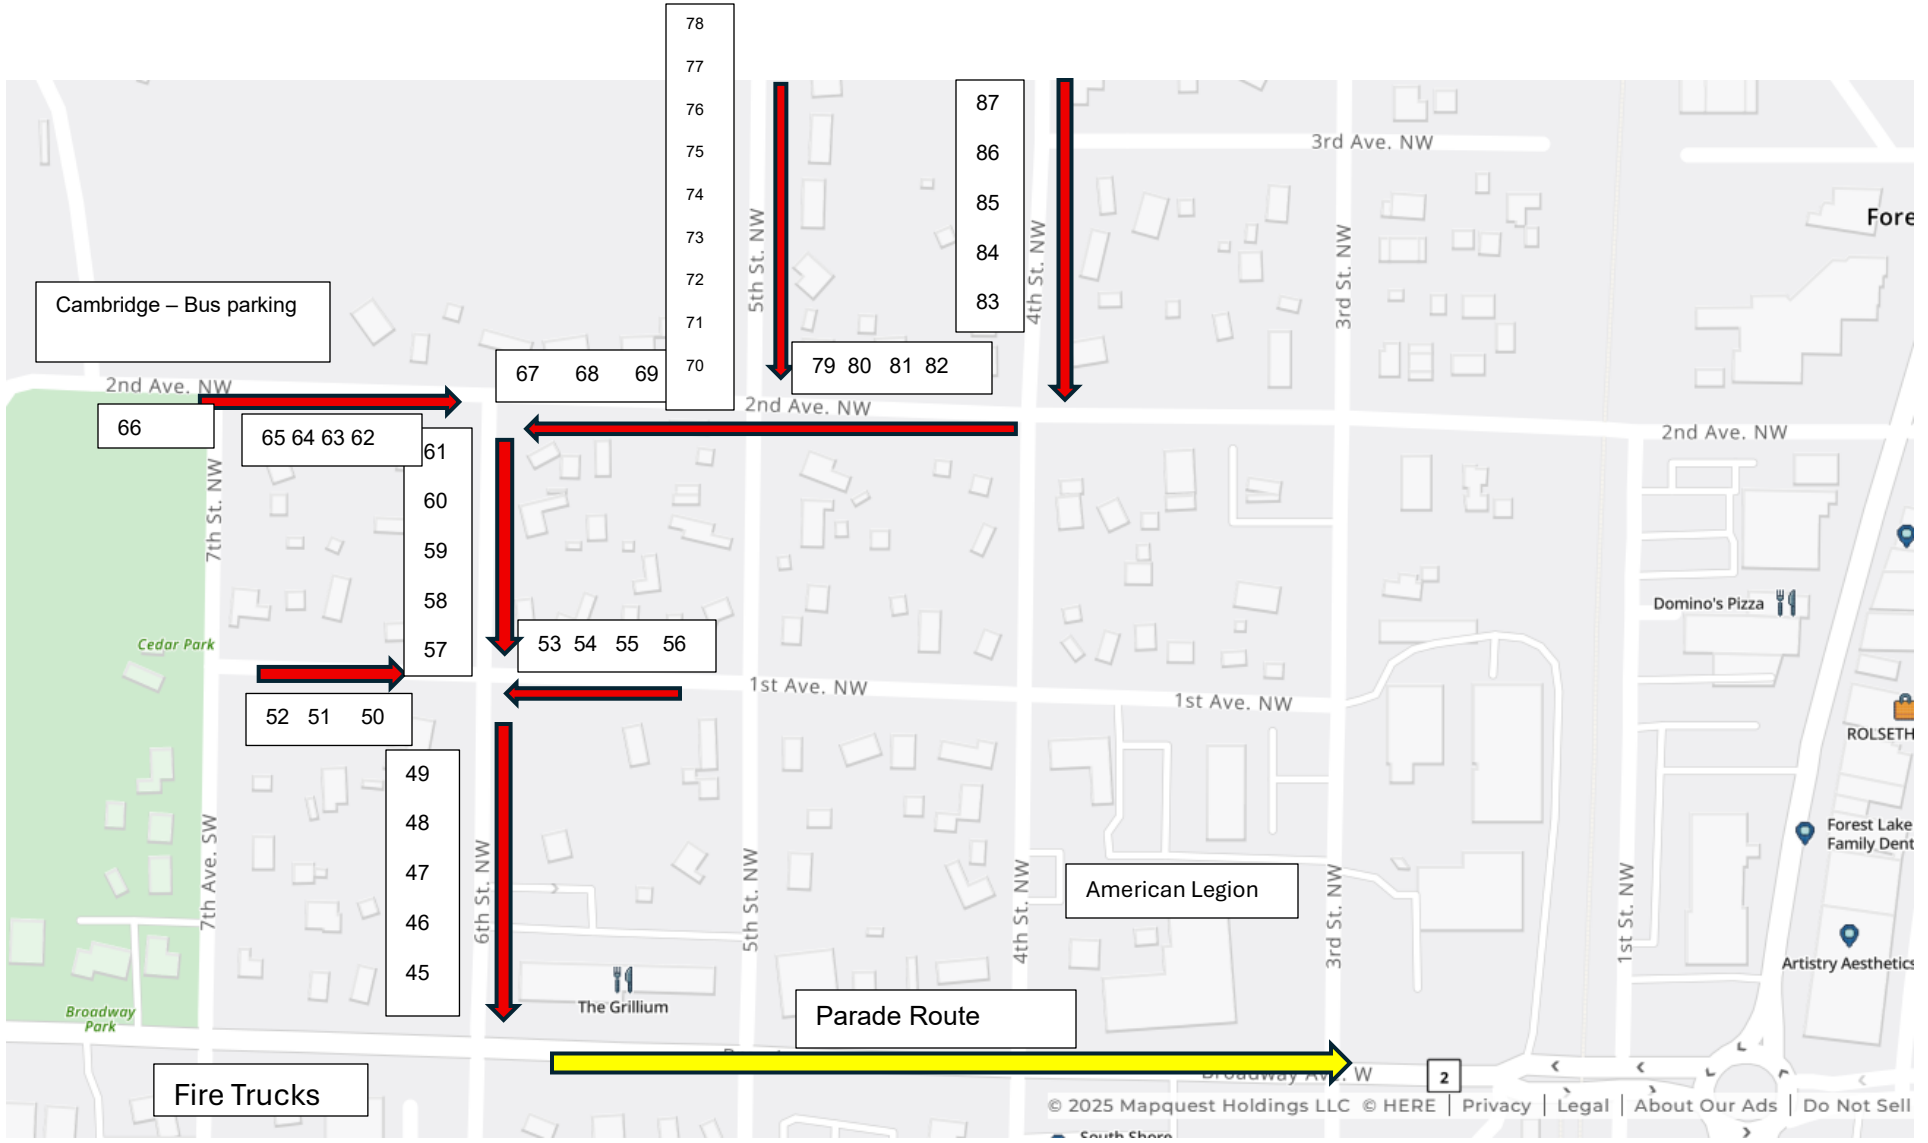 78
77
76
75
74
73
72
71
70
87
86
85
84
83
3rd Ave. NW
5th St. NW
4th St. NW
3rd St. NW
Fore
Cambridge – Bus parking
67 68 69
79 80 81 82
2nd Ave. NW
2nd Ave. NW
2nd Ave. NW
66
65 64 63 62
61
60
59
58
57
7th St. NW
Cedar Park
53 54 55 56
Domino's Pizza
1st Ave. NW
1st Ave. NW
52 51 50
ROLSETH
49
48
47
46
45
7th Ave. SW
6th St. NW
5th St. NW
4th St. NW
3rd St. NW
1st St. NW
Forest Lake
Family Dent
American Legion
Artistry Aesthetics
The Grillium
Broadway
Park
Parade Route
Broadway Ave. W
2
Fire Trucks
© 2025 Mapquest Holdings LLC © HERE | Privacy | Legal | About Our Ads | Do Not Sell
South Shore